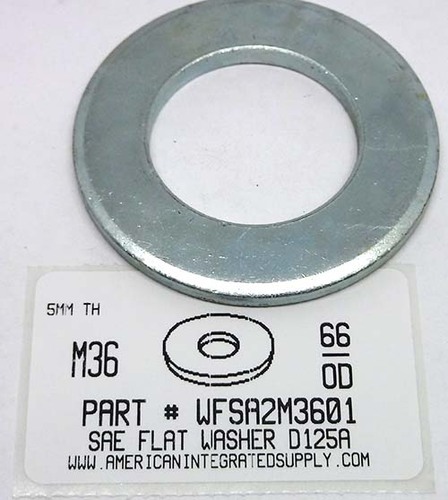 5MM TH
M36
66
OD
PART # WFSA2M3601
SAE FLAT WASHER D125A
WWW.AMERICANINTEGRATEDSUPPLY.COM